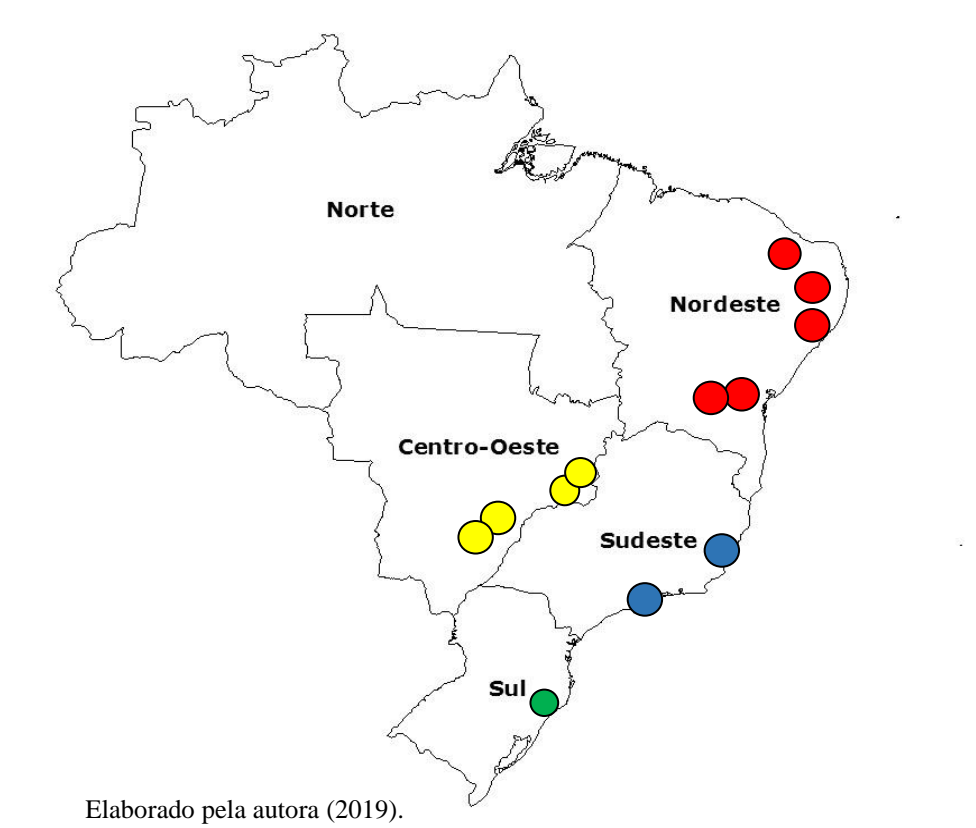 Norte
Nordeste
Centro-Oeste
Sudeste
Sul
Elaborado pela autora (2019).